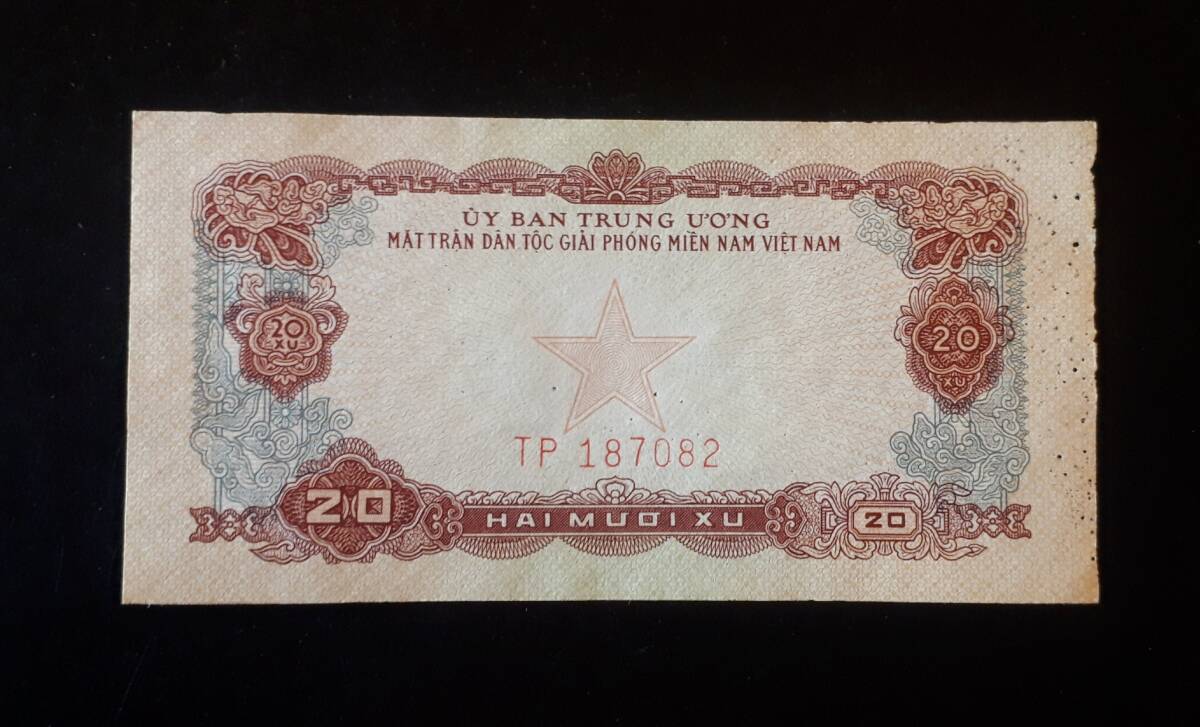 ỦY BAN TRUNG ƯƠNG
MẶT TRẬN DÂN TỘC GIẢI PHÓNG MIỀN NAM VIỆT NAM
20
XU
20
XU
TP 187082
20
HAI MƯƠI XU
20